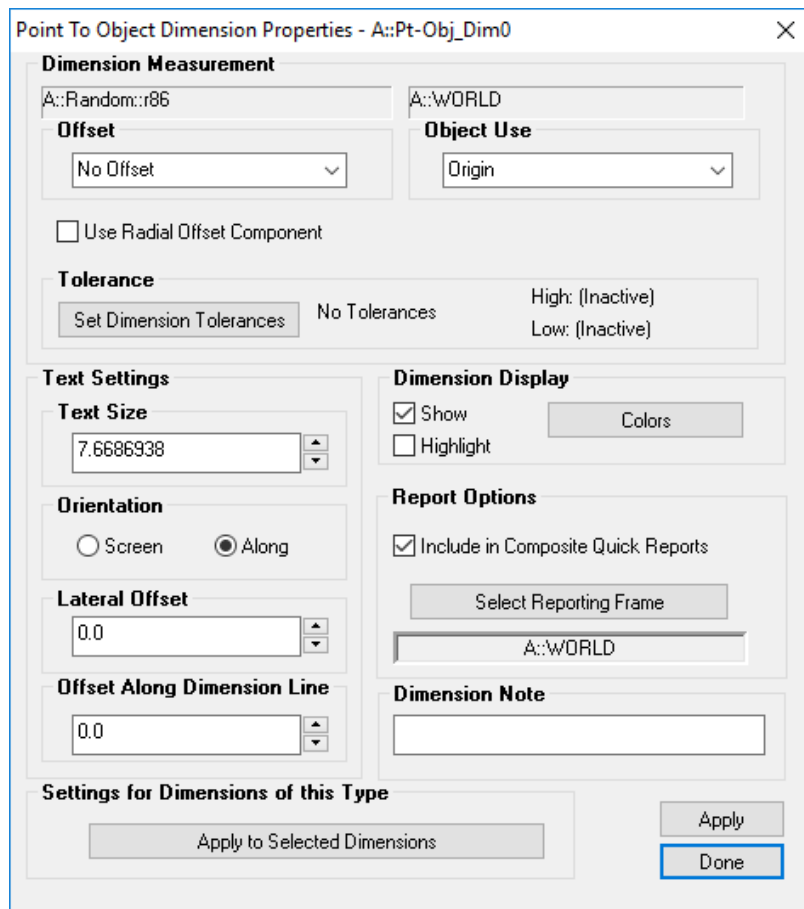 Point To Object Dimension Properties - A::Pt-Obj_Dim0
Dimension Measurement
A::Random::r86
A::WORLD
Offset
No Offset
Object Use
Origin
Use Radial Offset Component
Tolerance
Set Dimension Tolerances
No Tolerances
High: (Inactive)
Low: (Inactive)
Text Settings
Text Size
7.6686938
Orientation
Screen
Along
Lateral Offset
0.0
Offset Along Dimension Line
0.0
Dimension Display
Show
Highlight
Colors
Report Options
Include in Composite Quick Reports
Select Reporting Frame
A::WORLD
Dimension Note
Settings for Dimensions of this Type
Apply to Selected Dimensions
Apply
Done